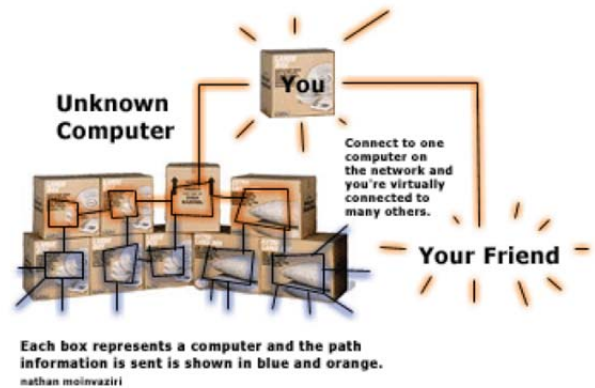 You
Unknown
Computer
Connect to one
computer on
the network and
you're virtually
connected to
many others.
Your Friend
Each box represents a computer and the path
information is sent is shown in blue and orange.
nathan moinvaziri